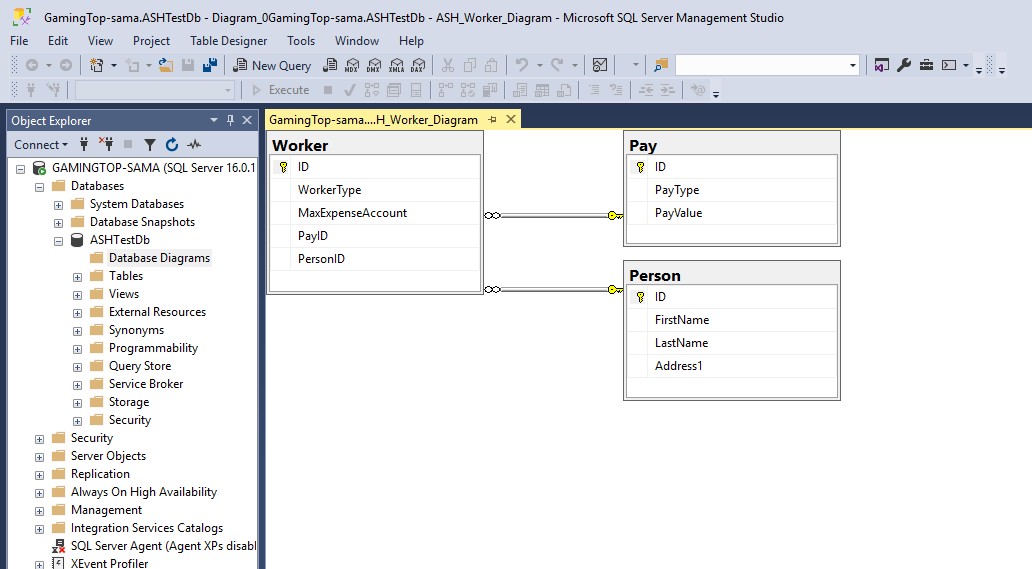 GamingTop-sama.ASHTestDb - Diagram_0GamingTop-sama.ASHTestDb - ASH_Worker_Diagram - Microsoft SQL Server Management Studio
File Edit View Project Table Designer Tools Window Help
New Query MDX DMX XMLA DAX
Execute
Object Explorer
Connect
GAMINGTOP-SAMA (SQL Server 16.0.1
Databases
System Databases
Database Snapshots
ASHTestDb
Database Diagrams
Tables
Views
External Resources
Synonyms
Programmability
Query Store
Service Broker
Storage
Security
Security
Server Objects
Replication
Always On High Availability
Management
Integration Services Catalogs
SQL Server Agent (Agent XPs disabl
XEvent Profiler
GamingTop-sama....H_Worker_Diagram
Worker
ID
WorkerType
MaxExpenseAccount
PayID
PersonID
Pay
ID
PayType
PayValue
Person
ID
FirstName
LastName
Address1